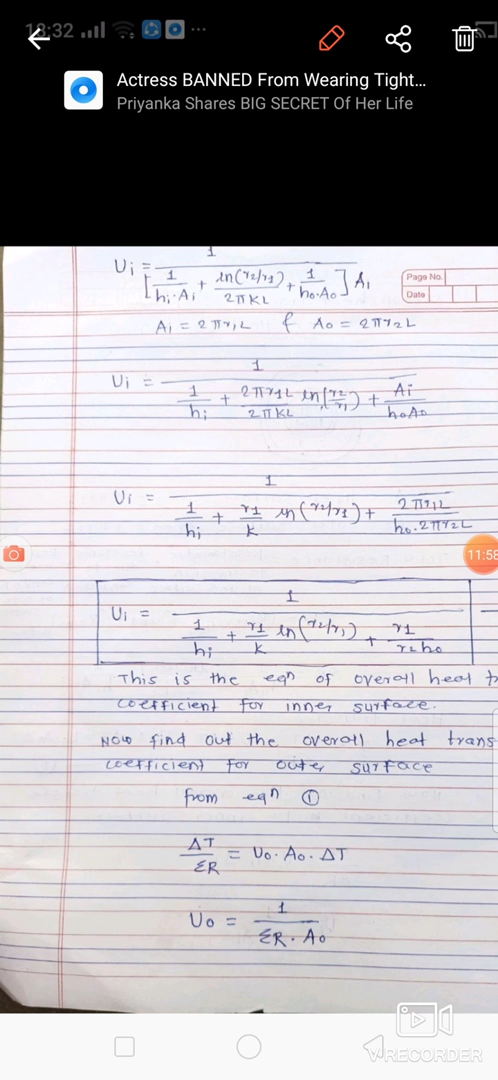 18:32
Actress BANNED From Wearing Tight...
Priyanka Shares BIG SECRET Of Her Life
Page No.
Date
Ui = 1 / [1/hi·Ai + ln(r2/r1)/2πKL + 1/ho·Ao] Ai
Ai = 2πr1L & Ao = 2πr2L
Ui = 1 / 1/hi + 2πr1L/2πKL ln(r2/r1) + Ai/hoAo
Ui = 1 / 1/hi + r1/K ln(r2/r1) + 2πr1L/ho·2πr2L
11:58
Ui = 1 / 1/hi + r1/K ln(r2/r1) + r1/r2ho
This is the eqn of overall heat t
coefficient for inner surface.
Now find out the overall heat trans
coefficient for outer surface
from eqn ①
ΔT/ΣR = Uo·Ao·ΔT
Uo = 1/ΣR·Ao
VRECORDER